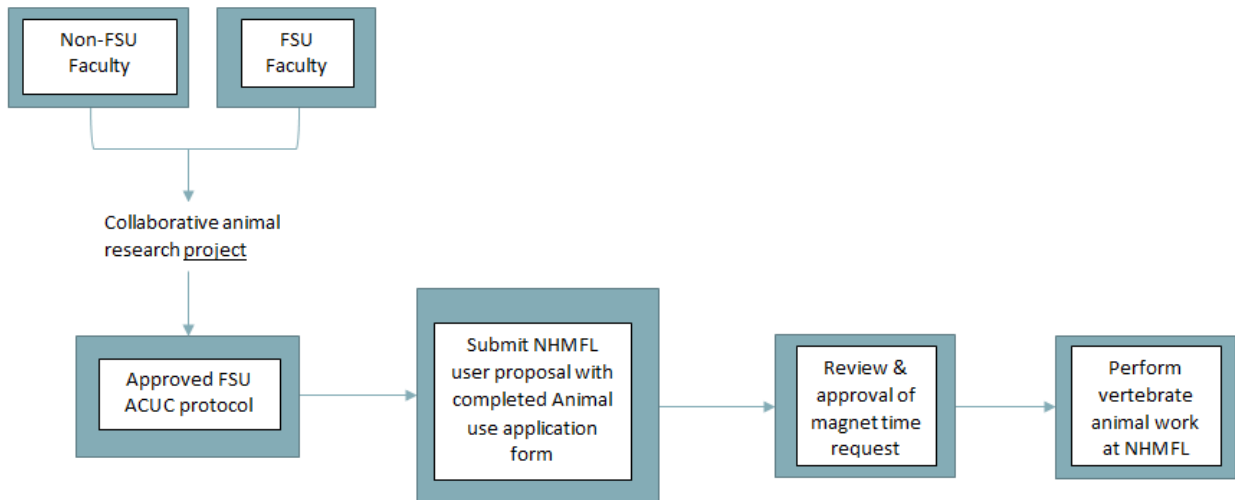 Non-FSU
Faculty
FSU
Faculty
Collaborative animal
research project
Approved FSU
ACUC protocol
Submit NHMFL
user proposal with
completed Animal
use application
form
Review &
approval of
magnet time
request
Perform
vertebrate
animal work
at NHMFL